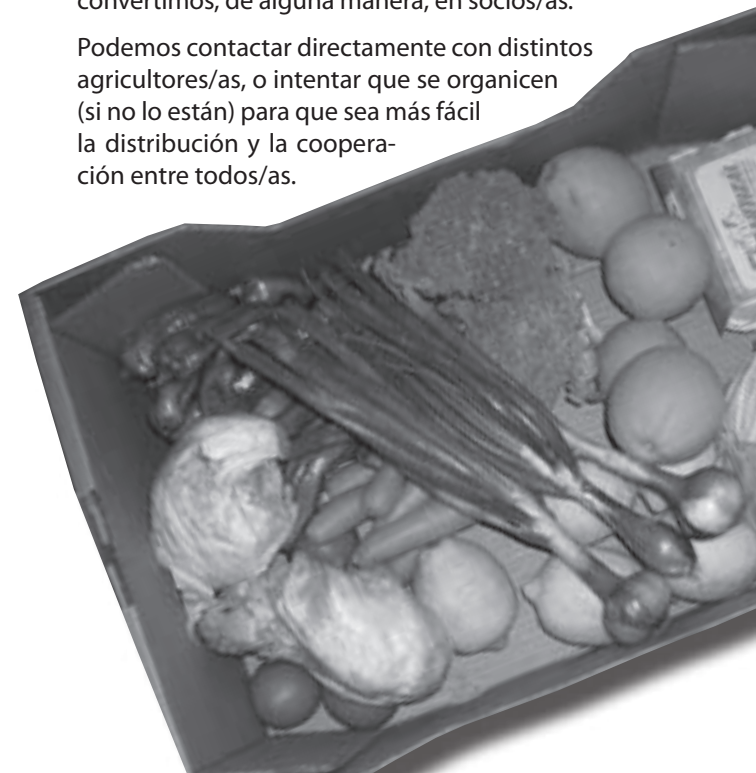 convertimos, de alguna manera, en socios/as.
Podemos contactar directamente con distintos
agricultores/as, o intentar que se organicen
(si no lo están) para que sea más fácil
la distribución y la coopera-
ción entre todos/as.